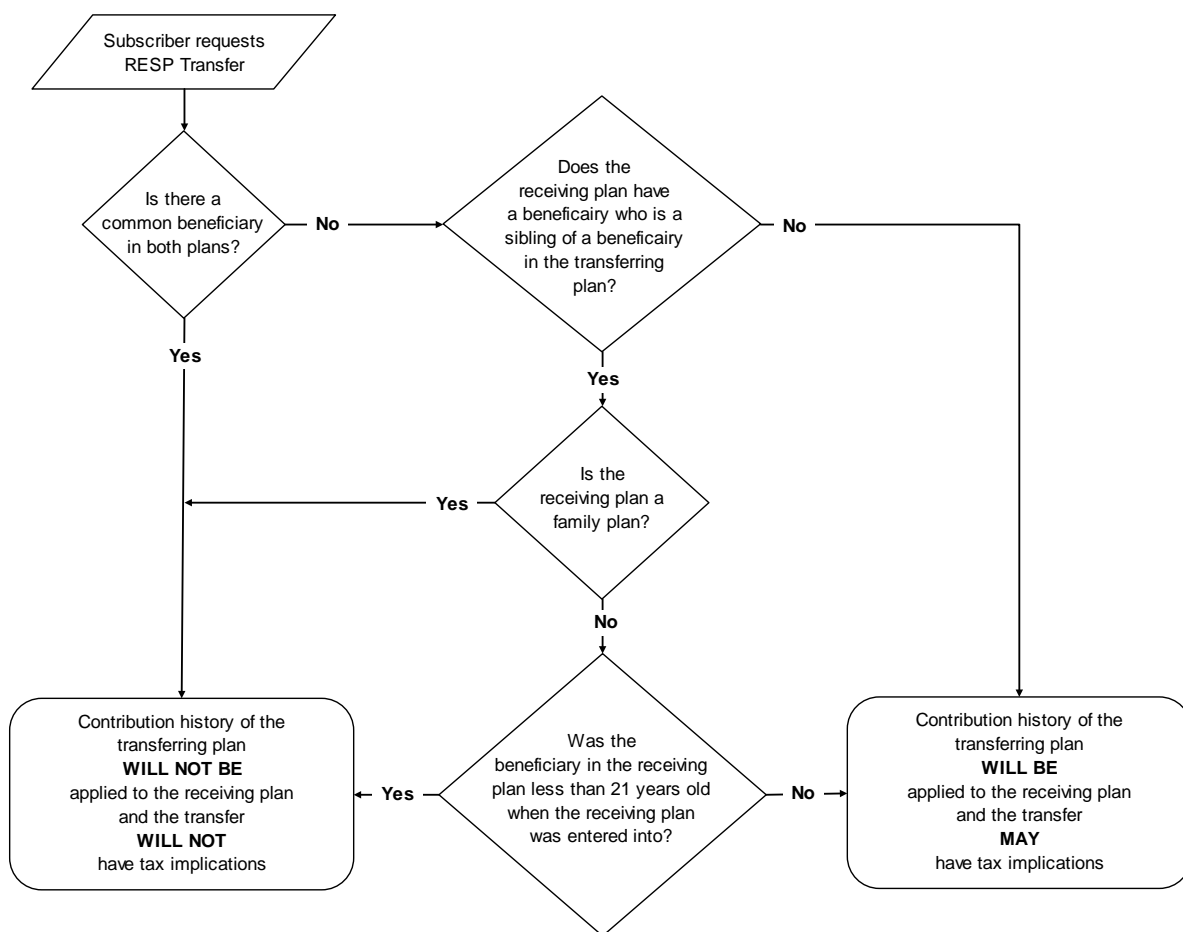 Subscriber requests
RESP Transfer
Is there a
common beneficiary
in both plans?
No
Does the
receiving plan have
a beneficairy who is a
sibling of a beneficairy
in the transferring
plan?
No
Yes
Yes
Is the
receiving plan a
family plan?
Yes
No
Contribution history of the
transferring plan
WILL NOT BE
applied to the receiving plan
and the transfer
WILL NOT
have tax implications
Yes
Was the
beneficiary in the receiving
plan less than 21 years old
when the receiving plan
was entered into?
No
Contribution history of the
transferring plan
WILL BE
applied to the receiving plan
and the transfer
MAY
have tax implications